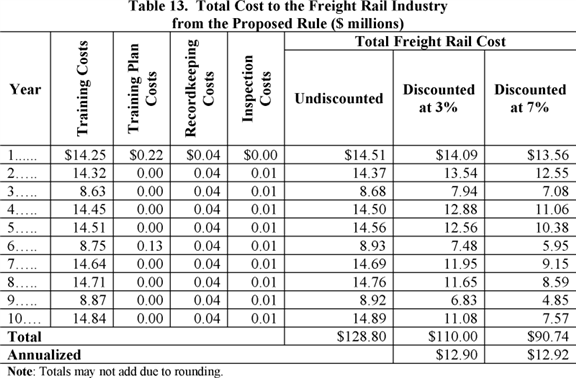 Table 13. Total Cost to the Freight Rail Industry
from the Proposed Rule ($ millions)
Year Training Costs Training Plan Costs Recordkeeping Costs Inspection Costs Total Freight Rail Cost
Undiscounted Discounted at 3% Discounted at 7%
1...... $14.25 $0.22 $0.04 $0.00 $14.51 $14.09 $13.56
2..... 14.32 0.00 0.04 0.01 14.37 13.54 12.55
3..... 8.63 0.00 0.04 0.01 8.68 7.94 7.08
4..... 14.45 0.00 0.04 0.01 14.50 12.88 11.06
5..... 14.51 0.00 0.04 0.01 14.56 12.56 10.38
6..... 8.75 0.13 0.04 0.01 8.93 7.48 5.95
7..... 14.64 0.00 0.04 0.01 14.69 11.95 9.15
8..... 14.71 0.00 0.04 0.01 14.76 11.65 8.59
9..... 8.87 0.00 0.04 0.01 8.92 6.83 4.85
10.... 14.84 0.00 0.04 0.01 14.89 11.08 7.57
Total $128.80 $110.00 $90.74
Annualized $12.90 $12.92
Note: Totals may not add due to rounding.